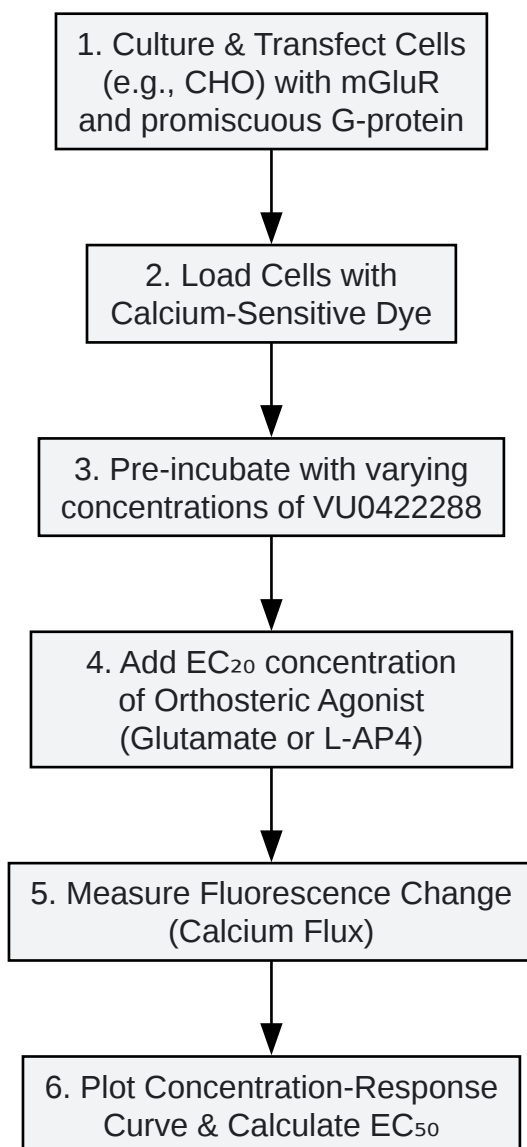 1. Culture & Transfect Cells
(e.g., CHO) with mGluR
and promiscuous G-protein
2. Load Cells with
Calcium-Sensitive Dye
3. Pre-incubate with varying
concentrations of VU0422288
4. Add EC₂₀ concentration
of Orthosteric Agonist
(Glutamate or L-AP4)
5. Measure Fluorescence Change
(Calcium Flux)
6. Plot Concentration-Response
Curve & Calculate EC₅₀